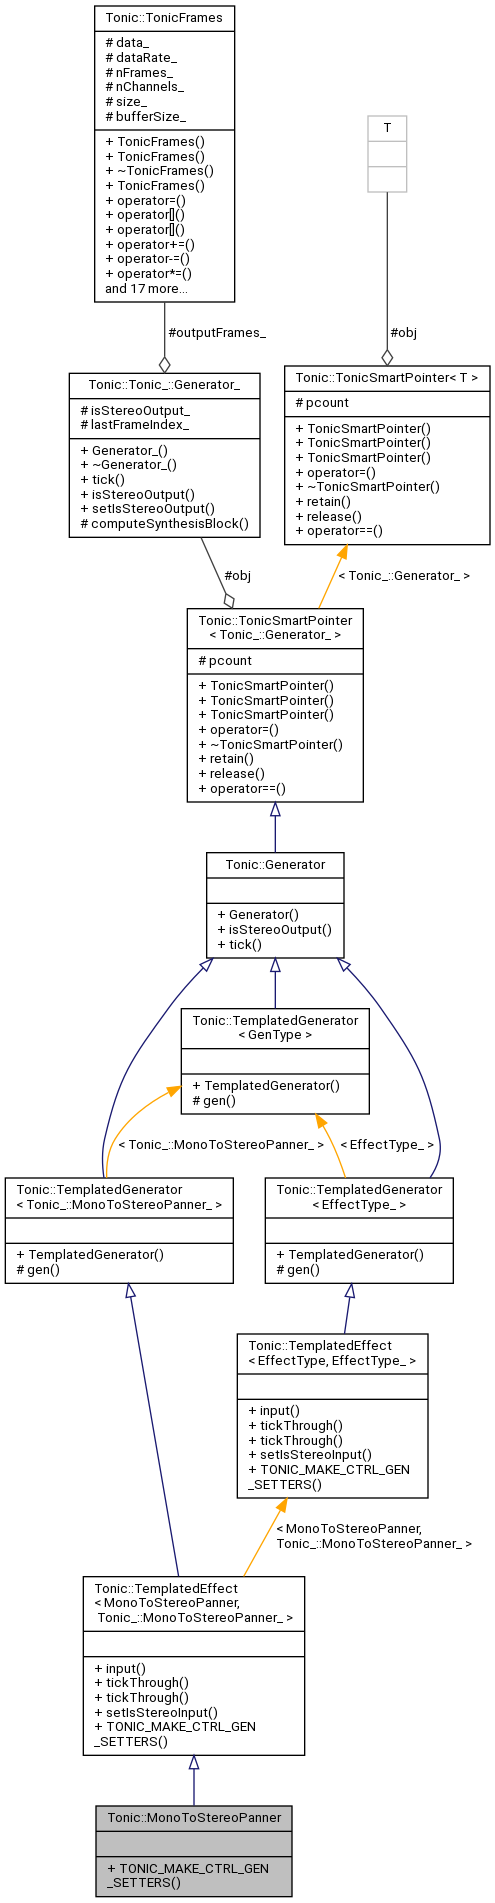 Tonic::TonicFrames
# data_
# dataRate_
# nFrames_
# nChannels_
# size_
# bufferSize_
+ TonicFrames()
+ TonicFrames()
+ ~TonicFrames()
+ TonicFrames()
+ operator=()
+ operator[]()
+ operator[]()
+ operator+=()
+ operator-=()
+ operator*=()
and 17 more...
T
#outputFrames_
#obj
Tonic::Tonic_::Generator_
# isStereoOutput_
# lastFrameIndex_
+ Generator_()
+ ~Generator_()
+ tick()
+ isStereoOutput()
+ setIsStereoOutput()
# computeSynthesisBlock()
Tonic::TonicSmartPointer< T >
# pcount
+ TonicSmartPointer()
+ TonicSmartPointer()
+ TonicSmartPointer()
+ operator=()
+ ~TonicSmartPointer()
+ retain()
+ release()
+ operator==()
#obj
< Tonic_::Generator_ >
Tonic::TonicSmartPointer
< Tonic_::Generator_ >
# pcount
+ TonicSmartPointer()
+ TonicSmartPointer()
+ TonicSmartPointer()
+ operator=()
+ ~TonicSmartPointer()
+ retain()
+ release()
+ operator==()
Tonic::Generator
+ Generator()
+ isStereoOutput()
+ tick()
Tonic::TemplatedGenerator
< GenType >
+ TemplatedGenerator()
# gen()
< Tonic_::MonoToStereoPanner_ >
< EffectType_ >
Tonic::TemplatedGenerator
< Tonic_::MonoToStereoPanner_ >
+ TemplatedGenerator()
# gen()
Tonic::TemplatedGenerator
< EffectType_ >
+ TemplatedGenerator()
# gen()
Tonic::TemplatedEffect
< EffectType, EffectType_ >
+ input()
+ tickThrough()
+ tickThrough()
+ setIsStereoInput()
+ TONIC_MAKE_CTRL_GEN
_SETTERS()
< MonoToStereoPanner,
Tonic_::MonoToStereoPanner_ >
Tonic::TemplatedEffect
< MonoToStereoPanner,
Tonic_::MonoToStereoPanner_ >
+ input()
+ tickThrough()
+ tickThrough()
+ setIsStereoInput()
+ TONIC_MAKE_CTRL_GEN
_SETTERS()
Tonic::MonoToStereoPanner
+ TONIC_MAKE_CTRL_GEN
_SETTERS()